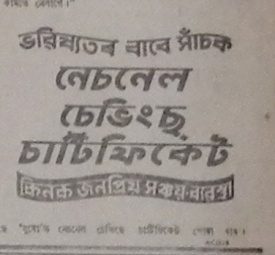 ভৱিষ্যতৰ বাবে সাঁচক
নেচনেল
চেভিংছ্
চাৰ্টিফিকেট
কিনক জনপ্ৰিয় সঞ্চয়-ব্যৱস্থা